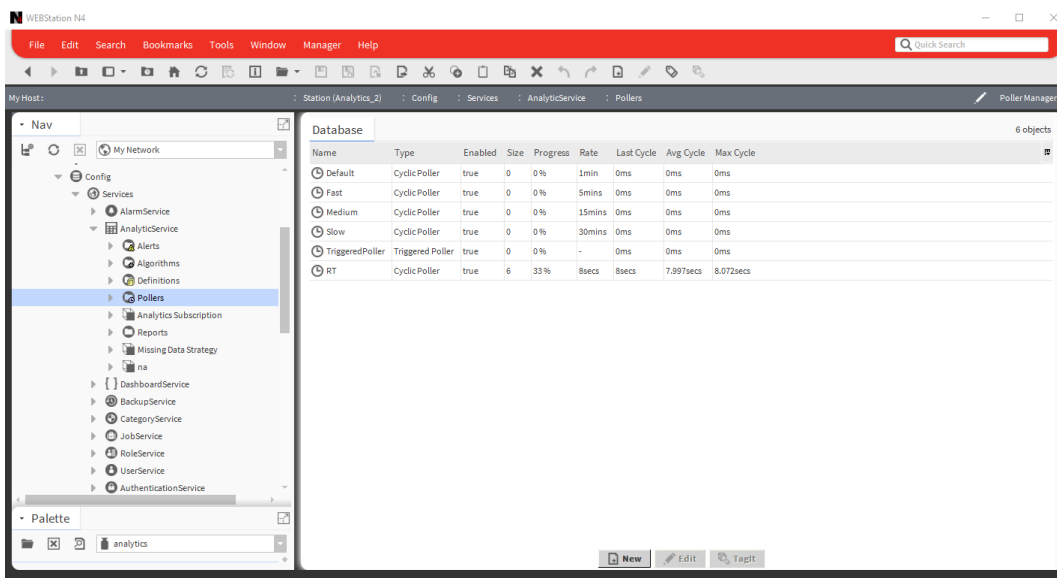 WEBStation N4
File Edit Search Bookmarks Tools Window Manager Help
Quick Search
My Host : : Station (Analytics_2) : Config : Services : AnalyticService : Pollers Poller Manager
Nav
My Network
Config
Services
AlarmService
AnalyticService
Alerts
Algorithms
Definitions
Pollers
Analytics Subscription
Reports
Missing Data Strategy
na
{ } DashboardService
BackupService
CategoryService
JobService
RoleService
UserService
AuthenticationService
Palette
analytics
Database 6 objects
Name Type Enabled Size Progress Rate Last Cycle Avg Cycle Max Cycle
Default Cyclic Poller true 0 0 % 1min 0ms 0ms 0ms
Fast Cyclic Poller true 0 0 % 5mins 0ms 0ms 0ms
Medium Cyclic Poller true 0 0 % 15mins 0ms 0ms 0ms
Slow Cyclic Poller true 0 0 % 30mins 0ms 0ms 0ms
TriggeredPoller Triggered Poller true 0 0 % - 0ms 0ms 0ms
RT Cyclic Poller true 6 33 % 8secs 8secs 7.997secs 8.072secs
New Edit TagIt